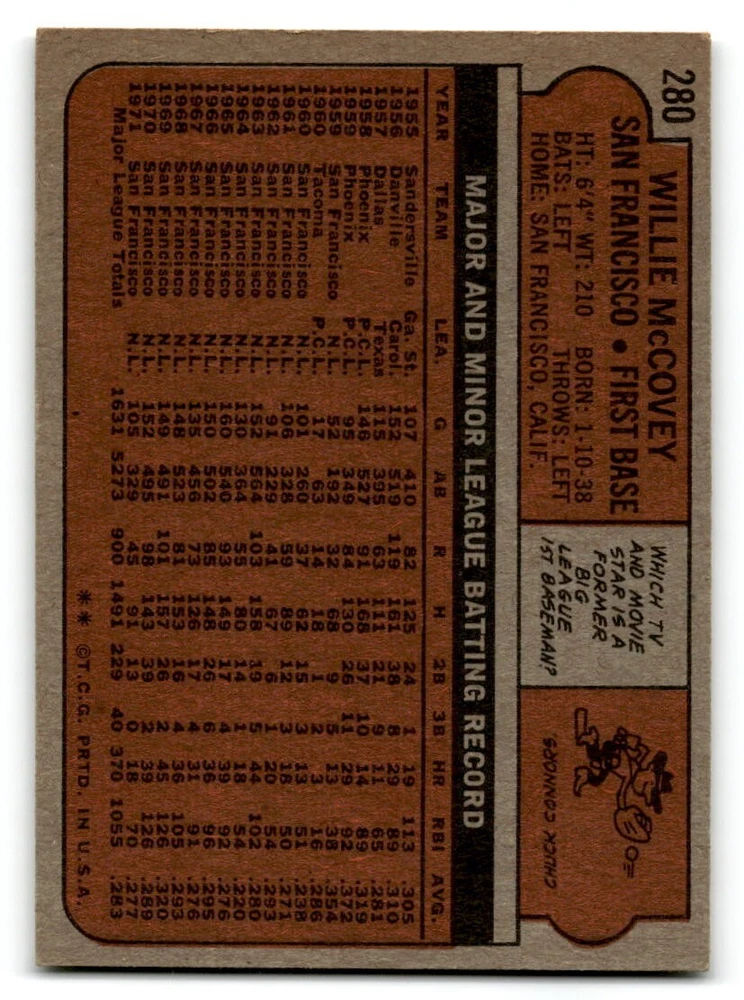 280
WILLIE McCOVEY
SAN FRANCISCO • FIRST BASE
HT: 6'4" WT: 210 BORN: 1-10-38
BATS: LEFT THROWS: LEFT
HOME: SAN FRANCISCO, CALIF.
WHICH TV
AND MOVIE
STAR IS A
FORMER
BIG
LEAGUE
1ST BASEMAN?
CHUCK CONNORS.
MAJOR AND MINOR LEAGUE BATTING RECORD
YEAR TEAM LEA. G AB R H 2B 3B HR RBI AVG.
1955 Sandersville Ga. St. 107 410 82 125 24 1 19 113 .305
1956 Danville Carol. 152 519 119 161 38 8 29 89 .310
1957 Dallas Texas 115 395 63 111 21 9 11 65 .281
1958 Phoenix P.C.L. 146 527 91 168 37 10 14 89 .319
1959 Phoenix P.C.L. 95 349 84 130 26 11 29 92 .372
1959 San Francisco N.L. 52 192 32 68 9 5 13 38 .354
1960 Tacoma P.C.L. 17 63 14 18 1 2 3 16 .286
1960 San Francisco N.L. 101 260 37 62 15 3 13 51 .238
1961 San Francisco N.L. 106 328 59 89 12 3 18 50 .271
1962 San Francisco N.L. 91 229 41 67 6 1 20 54 .293
1963 San Francisco N.L. 152 564 103 158 19 5 44 102 .280
1964 San Francisco N.L. 130 364 55 80 14 1 18 54 .220
1965 San Francisco N.L. 160 540 93 149 17 4 39 92 .276
1966 San Francisco N.L. 150 502 85 148 26 6 36 96 .295
1967 San Francisco N.L. 135 456 73 126 17 4 31 91 .276
1968 San Francisco N.L. 148 523 81 153 16 4 36 105 .293
1969 San Francisco N.L. 149 491 101 157 26 2 45 126 .320
1970 San Francisco N.L. 152 495 98 143 39 2 39 126 .289
1971 San Francisco N.L. 105 329 45 91 13 0 18 70 .277
Major League Totals 1631 5273 900 1491 229 40 370 1055 .283
** ©T.C.G. PRTD. IN U.S.A.